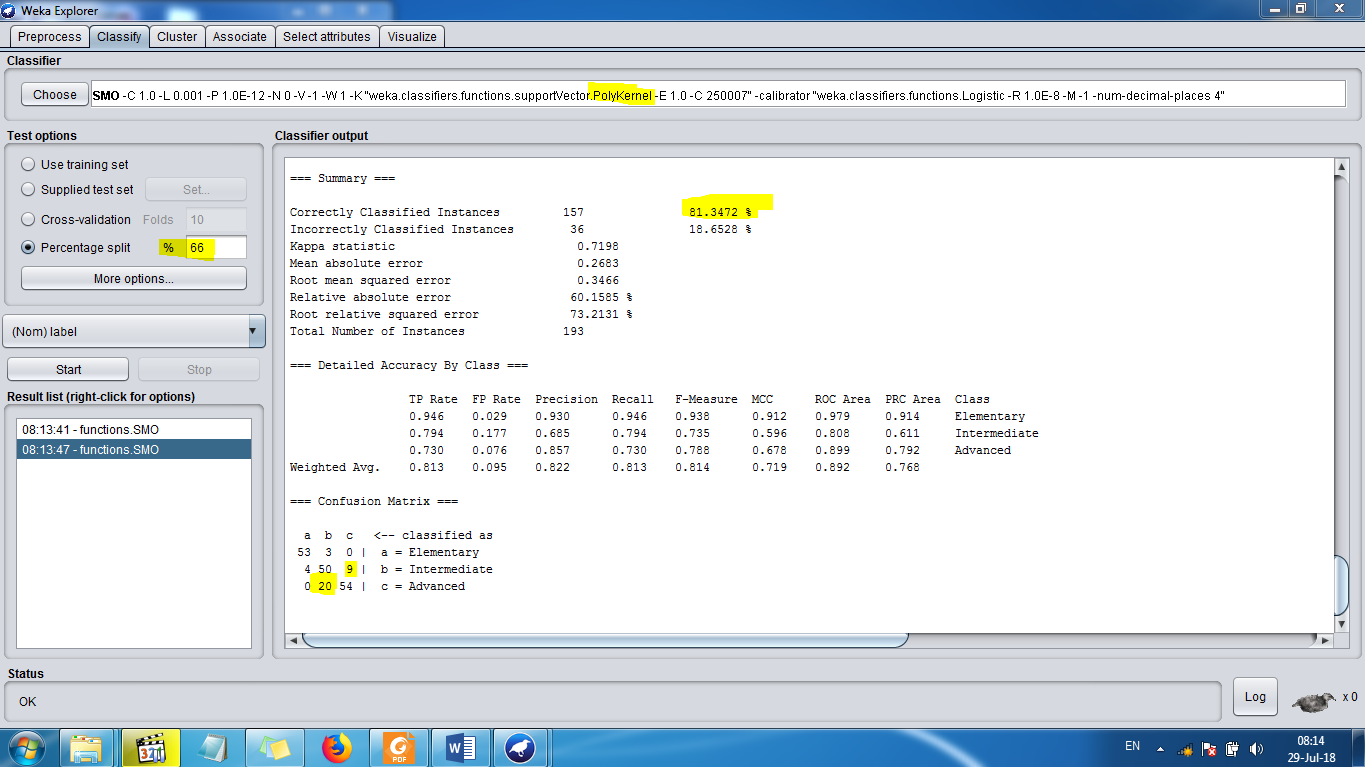 Weka Explorer
Preprocess Classify Cluster Associate Select attributes Visualize
Classifier
Choose SMO -C 1.0 -L 0.001 -P 1.0E-12 -N 0 -V -1 -W 1 -K "weka.classifiers.functions.supportVector.PolyKernel -E 1.0 -C 250007" -calibrator "weka.classifiers.functions.Logistic -R 1.0E-8 -M -1 -num-decimal-places 4"
Test options
Use training set
Supplied test set Set...
Cross-validation Folds 10
Percentage split % 66
More options...
(Nom) label
Start Stop
Result list (right-click for options)
08:13:41 - functions.SMO
08:13:47 - functions.SMO
Classifier output
=== Summary ===
Correctly Classified Instances 157 81.3472 %
Incorrectly Classified Instances 36 18.6528 %
Kappa statistic 0.7198
Mean absolute error 0.2683
Root mean squared error 0.3466
Relative absolute error 60.1585 %
Root relative squared error 73.2131 %
Total Number of Instances 193
=== Detailed Accuracy By Class ===
TP Rate FP Rate Precision Recall F-Measure MCC ROC Area PRC Area Class
0.946 0.029 0.930 0.946 0.938 0.912 0.979 0.914 Elementary
0.794 0.177 0.685 0.794 0.735 0.596 0.808 0.611 Intermediate
0.730 0.076 0.857 0.730 0.788 0.678 0.899 0.792 Advanced
Weighted Avg. 0.813 0.095 0.822 0.813 0.814 0.719 0.892 0.768
=== Confusion Matrix ===
a b c <-- classified as
53 3 0 | a = Elementary
4 50 9 | b = Intermediate
0 20 54 | c = Advanced
Status
OK
Log x 0
PDF
W
EN
08:14
29-Jul-18